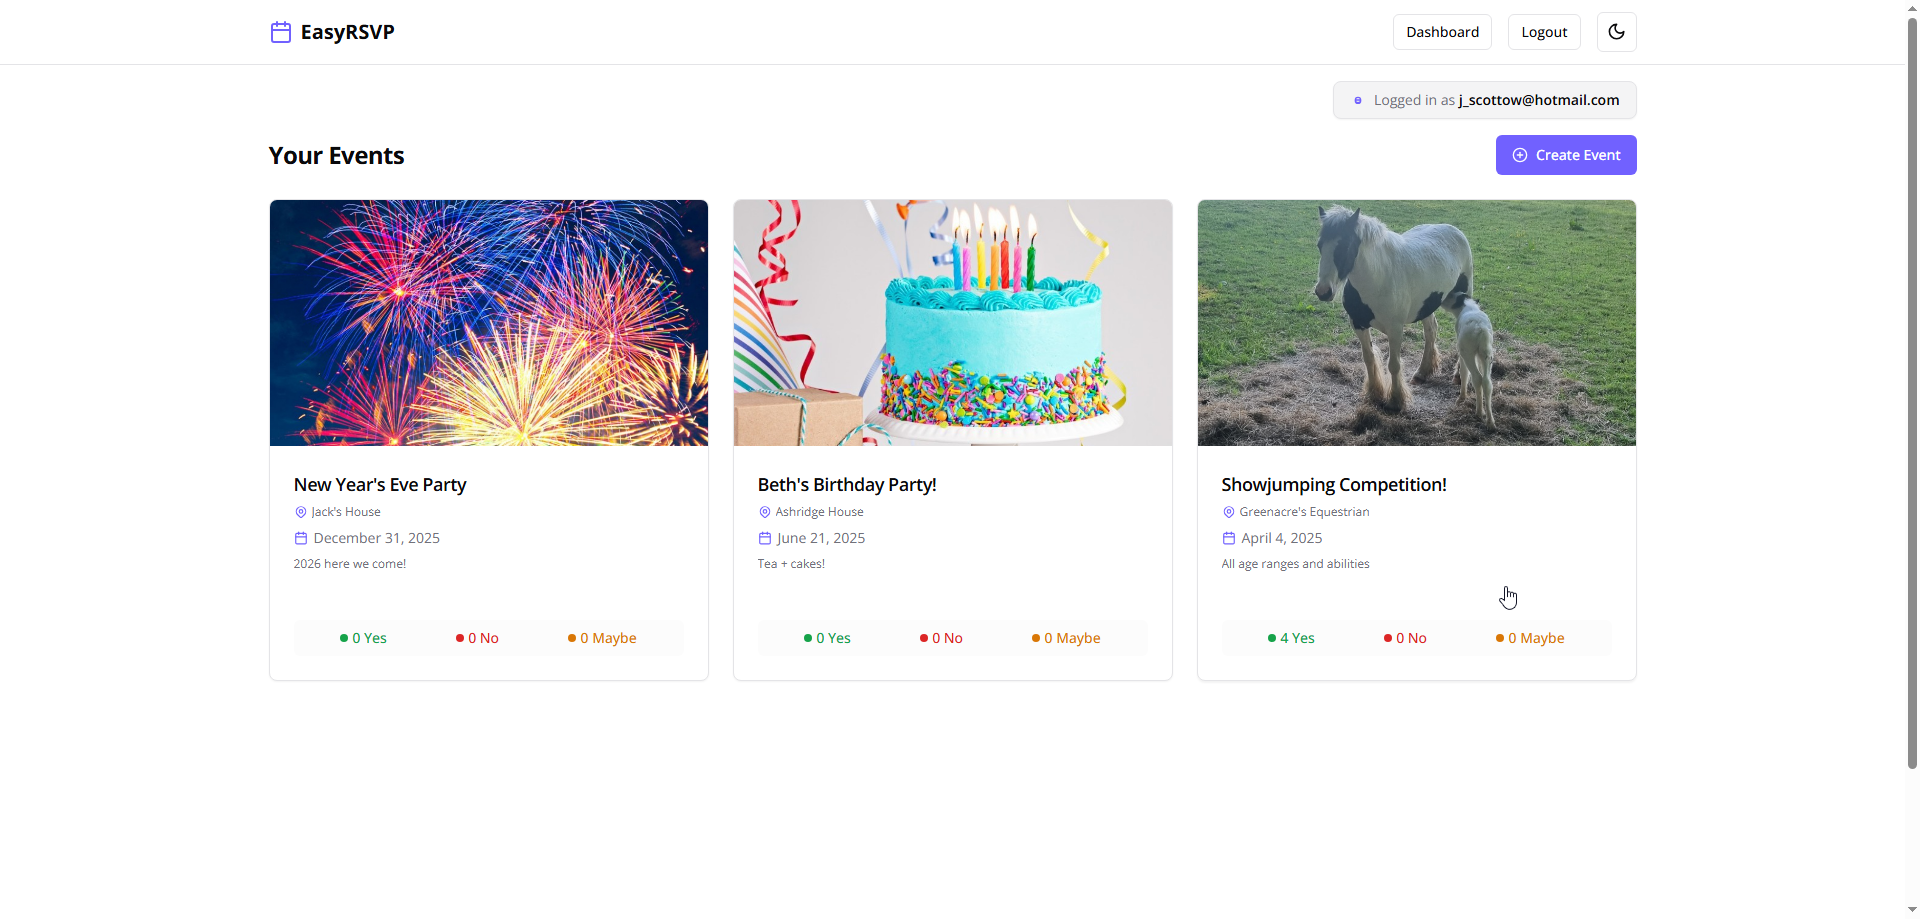 EasyRSVP
Dashboard
Logout
Logged in as j_scottow@hotmail.com
Your Events
Create Event
New Year's Eve Party
Jack's House
December 31, 2025
2026 here we come!
0 Yes
0 No
0 Maybe
Beth's Birthday Party!
Ashridge House
June 21, 2025
Tea + cakes!
0 Yes
0 No
0 Maybe
Showjumping Competition!
Greenacre's Equestrian
April 4, 2025
All age ranges and abilities
4 Yes
0 No
0 Maybe